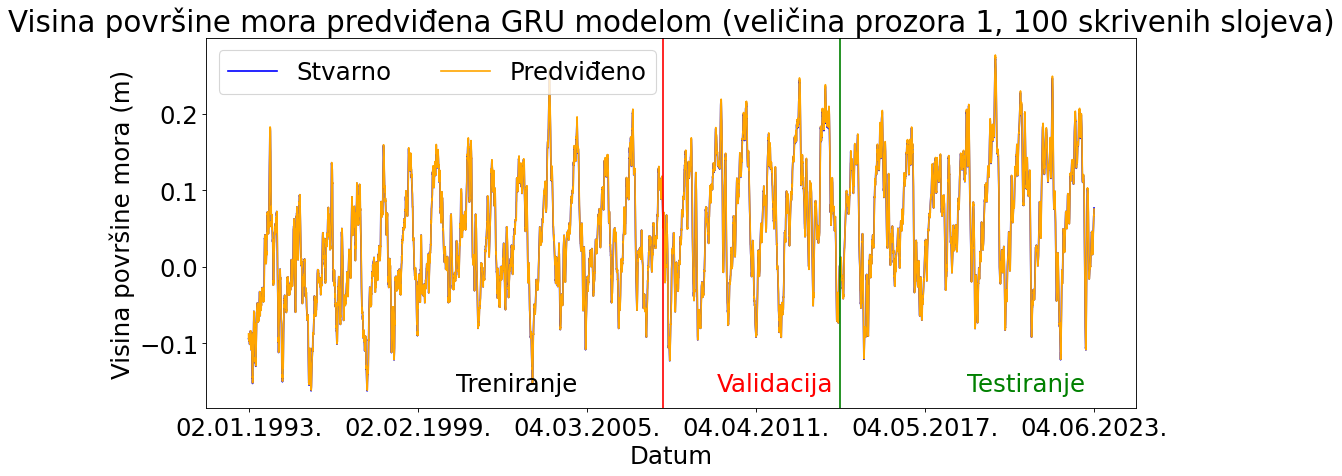 Visina površine mora predviđena GRU modelom (veličina prozora 1, 100 skrivenih slojeva)
Stvarno
Predviđeno
Visina površine mora (m)
0.2
0.1
0.0
−0.1
Treniranje
Validacija
Testiranje
02.01.1993.
02.02.1999.
04.03.2005.
04.04.2011.
04.05.2017.
04.06.2023.
Datum